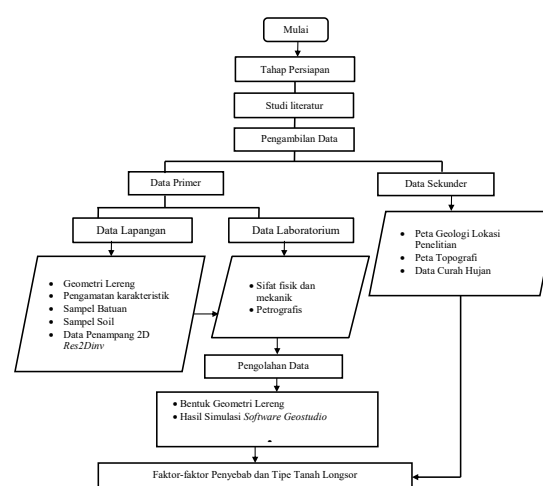 Mulai
Tahap Persiapan
Studi literatur
Pengambilan Data
Data Primer
Data Sekunder
Data Lapangan
Data Laboratorium
• Peta Geologi Lokasi
Penelitian
• Peta Topografi
• Data Curah Hujan
• Geometri Lereng
• Pengamatan karakteristik
• Sampel Batuan
• Sampel Soil
• Data Penampang 2D
Res2Dinv
• Sifat fisik dan
mekanik
• Petrografis
Pengolahan Data
• Bentuk Geometri Lereng
• Hasil Simulasi Software Geostudio
Faktor-faktor Penyebab dan Tipe Tanah Longsor